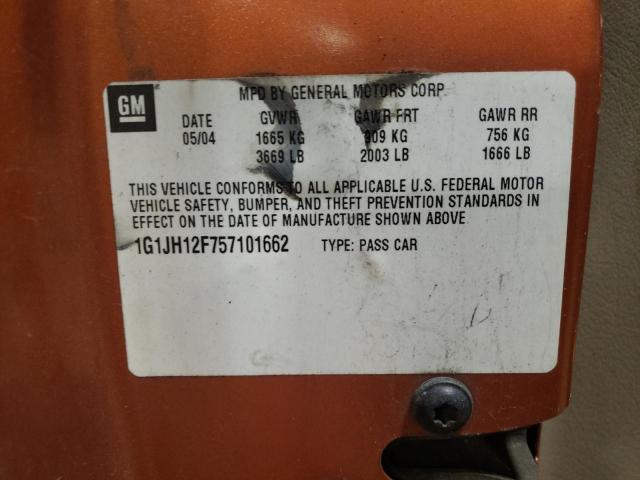 GM
MFD BY GENERAL MOTORS CORP
DATE GVWR GAWR FRT GAWR RR
05/04 1665 KG 909 KG 756 KG
3669 LB 2003 LB 1666 LB
THIS VEHICLE CONFORMS TO ALL APPLICABLE U.S. FEDERAL MOTOR
VEHICLE SAFETY, BUMPER, AND THEFT PREVENTION STANDARDS IN
EFFECT ON THE DATE OF MANUFACTURE SHOWN ABOVE
1G1JH12F757101662 TYPE: PASS CAR